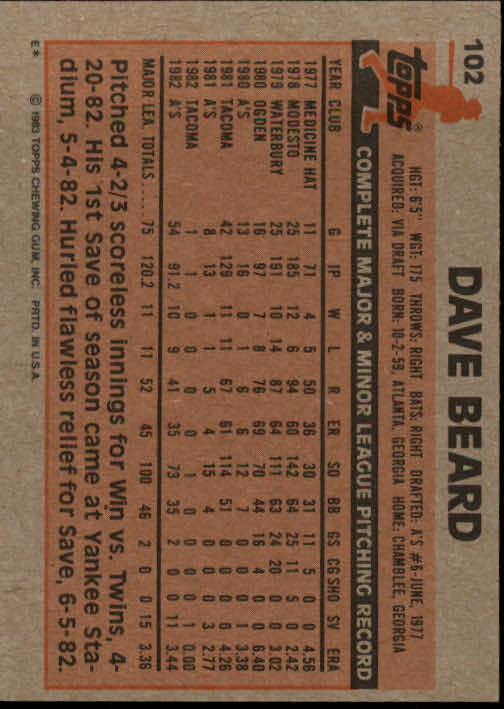 102
DAVE BEARD
topps®
HGT: 6'5" WGT: 175 THROWS: RIGHT BATS: RIGHT DRAFTED: A'S #6-JUNE, 1977
ACQUIRED: VIA DRAFT BORN: 10-2-59, ATLANTA, GEORGIA HOME: CHAMBLEE, GEORGIA
COMPLETE MAJOR & MINOR LEAGUE PITCHING RECORD
YEAR CLUB G IP W L R ER SO BB GS CG SHO SV ERA
1977 MEDICINE HAT 11 71 4 5 50 36 30 31 11 5 0 0 4.56
1978 MODESTO 25 185 12 6 94 60 142 64 25 11 5 0 2.42
1979 WATERBURY 25 191 10 14 87 64 111 63 24 20 0 0 3.02
1980 OGDEN 16 97 7 8 76 69 70 44 16 4 0 0 6.40
1980 A'S 13 16 0 1 6 6 12 7 0 0 0 1 3.38
1981 TACOMA 42 129 11 11 67 61 114 51 0 0 0 6 4.26
1981 A'S 8 13 1 1 5 4 15 4 0 0 0 3 2.77
1982 TACOMA 1 1 0 0 0 0 1 0 0 0 0 1 0.00
1982 A'S 54 91.2 10 9 41 35 73 35 2 0 0 11 3.44
MAJOR LEA. TOTALS.... 75 120.2 11 11 52 45 100 46 2 0 0 15 3.36
Pitched 4-2/3 scoreless innings for Win vs. Twins, 4-
20-82. His 1st Save of season came at Yankee Sta-
dium, 5-4-82. Hurled flawless relief for Save, 6-5-82.
E* © 1983 TOPPS CHEWING GUM, INC. PRTD. IN U.S.A.